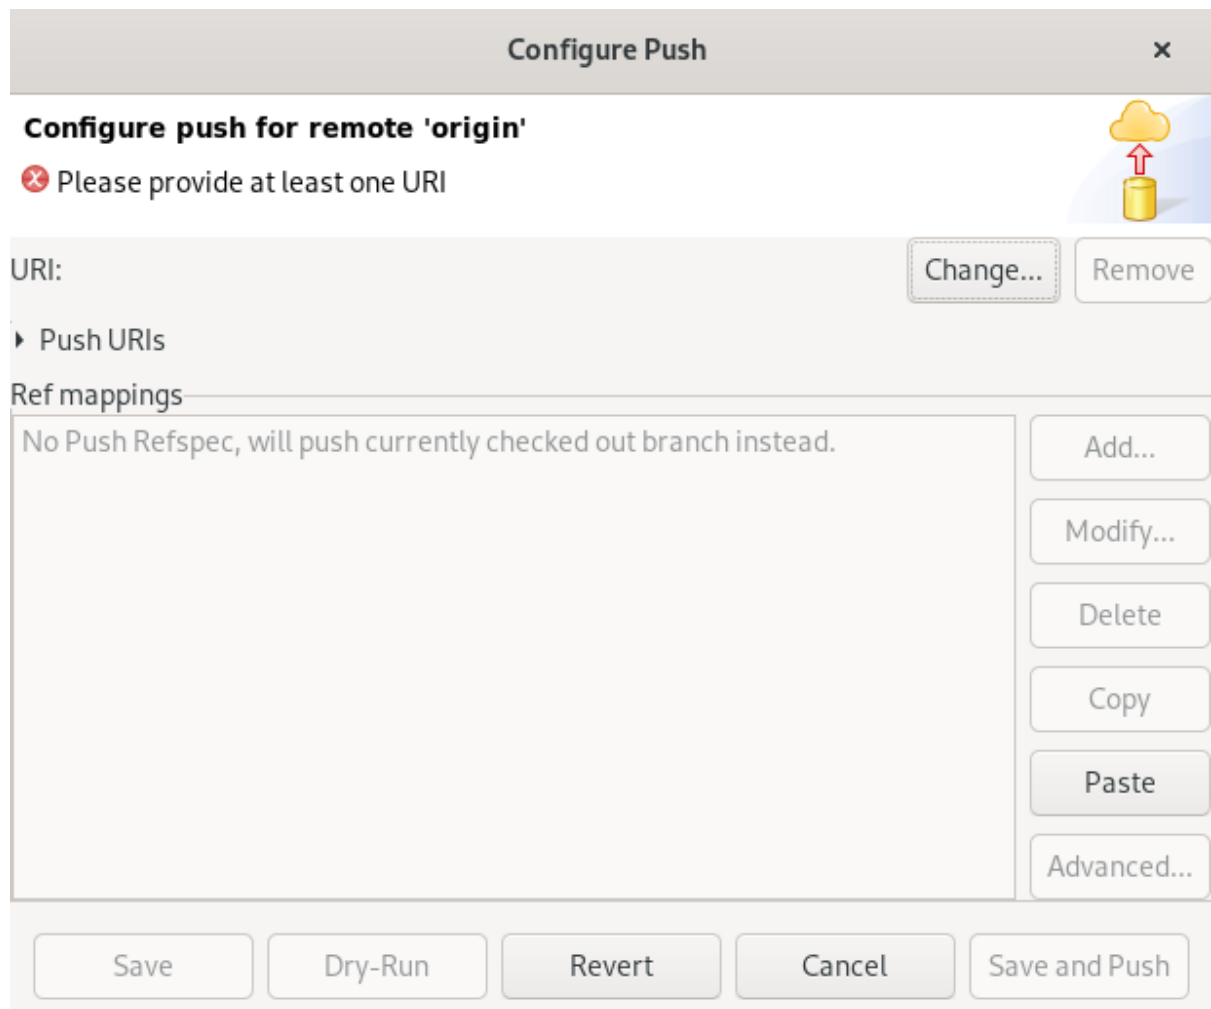 Configure Push
Configure push for remote 'origin'
Please provide at least one URI
URI:
Change...
Remove
Push URIs
Ref mappings
No Push Refspec, will push currently checked out branch instead.
Add...
Modify...
Delete
Copy
Paste
Advanced...
Save
Dry-Run
Revert
Cancel
Save and Push